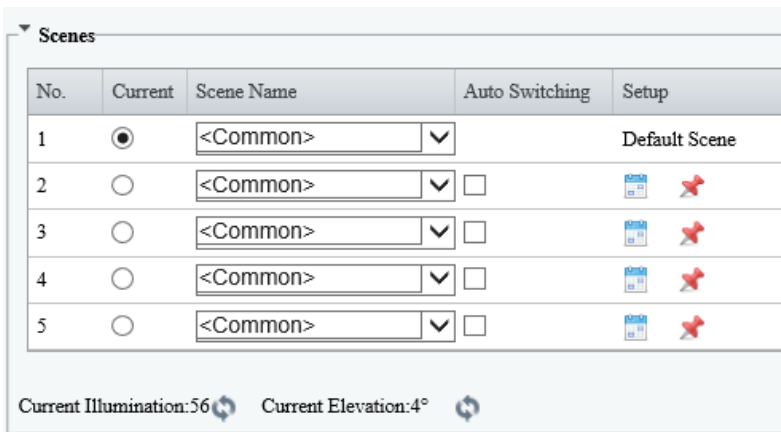 Scenes
No. Current Scene Name Auto Switching Setup
1 <Common> Default Scene
2 <Common>
3 <Common>
4 <Common>
5 <Common>
Current Illumination:56 Current Elevation:4°